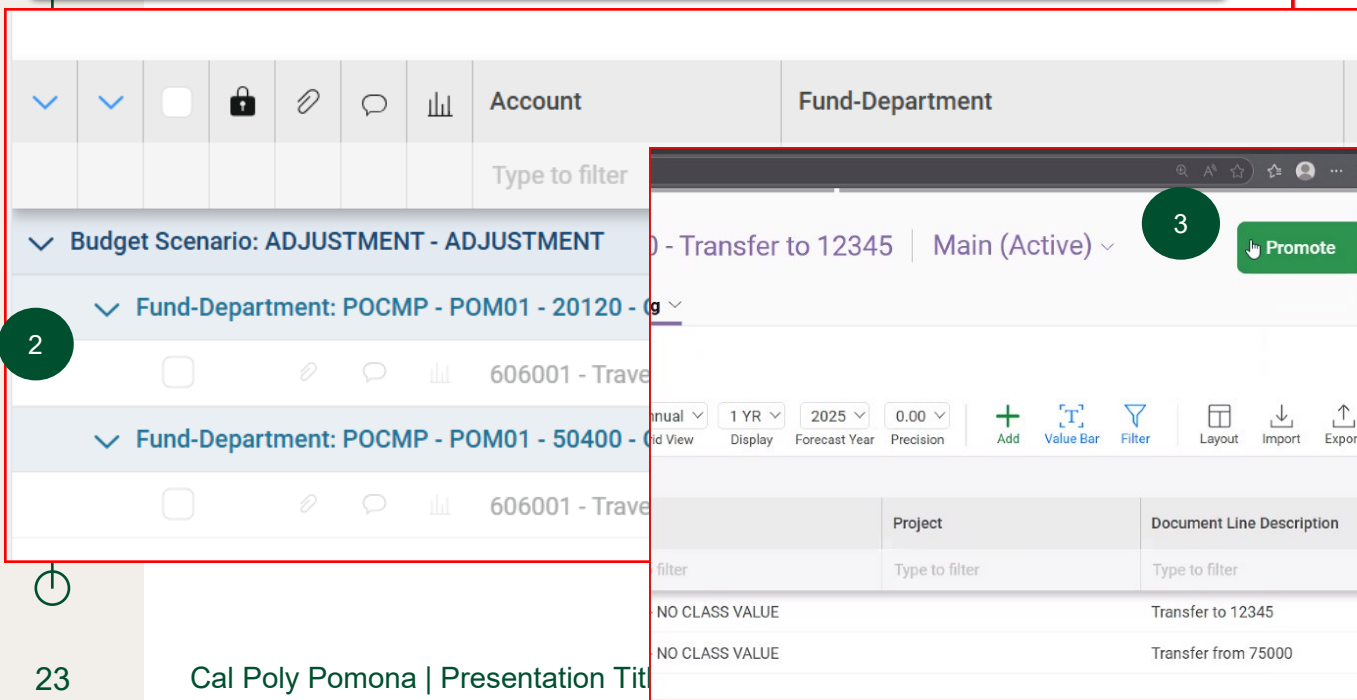 Account Fund-Department
Type to filter
Budget Scenario: ADJUSTMENT - ADJUSTMENT
Fund-Department: POCMP - POM01 - 20120 -
2
606001 - Trave
Fund-Department: POCMP - POM01 - 50400 -
606001 - Trave
3
- Transfer to 12345 Main (Active)
Promote
g
nnual 1 YR 2025 0.00
id View Display Forecast Year Precision Add Value Bar Filter Layout Import Expor
Project Document Line Description
filter Type to filter Type to filter
- NO CLASS VALUE Transfer to 12345
- NO CLASS VALUE Transfer from 75000
23 Cal Poly Pomona | Presentation Tit